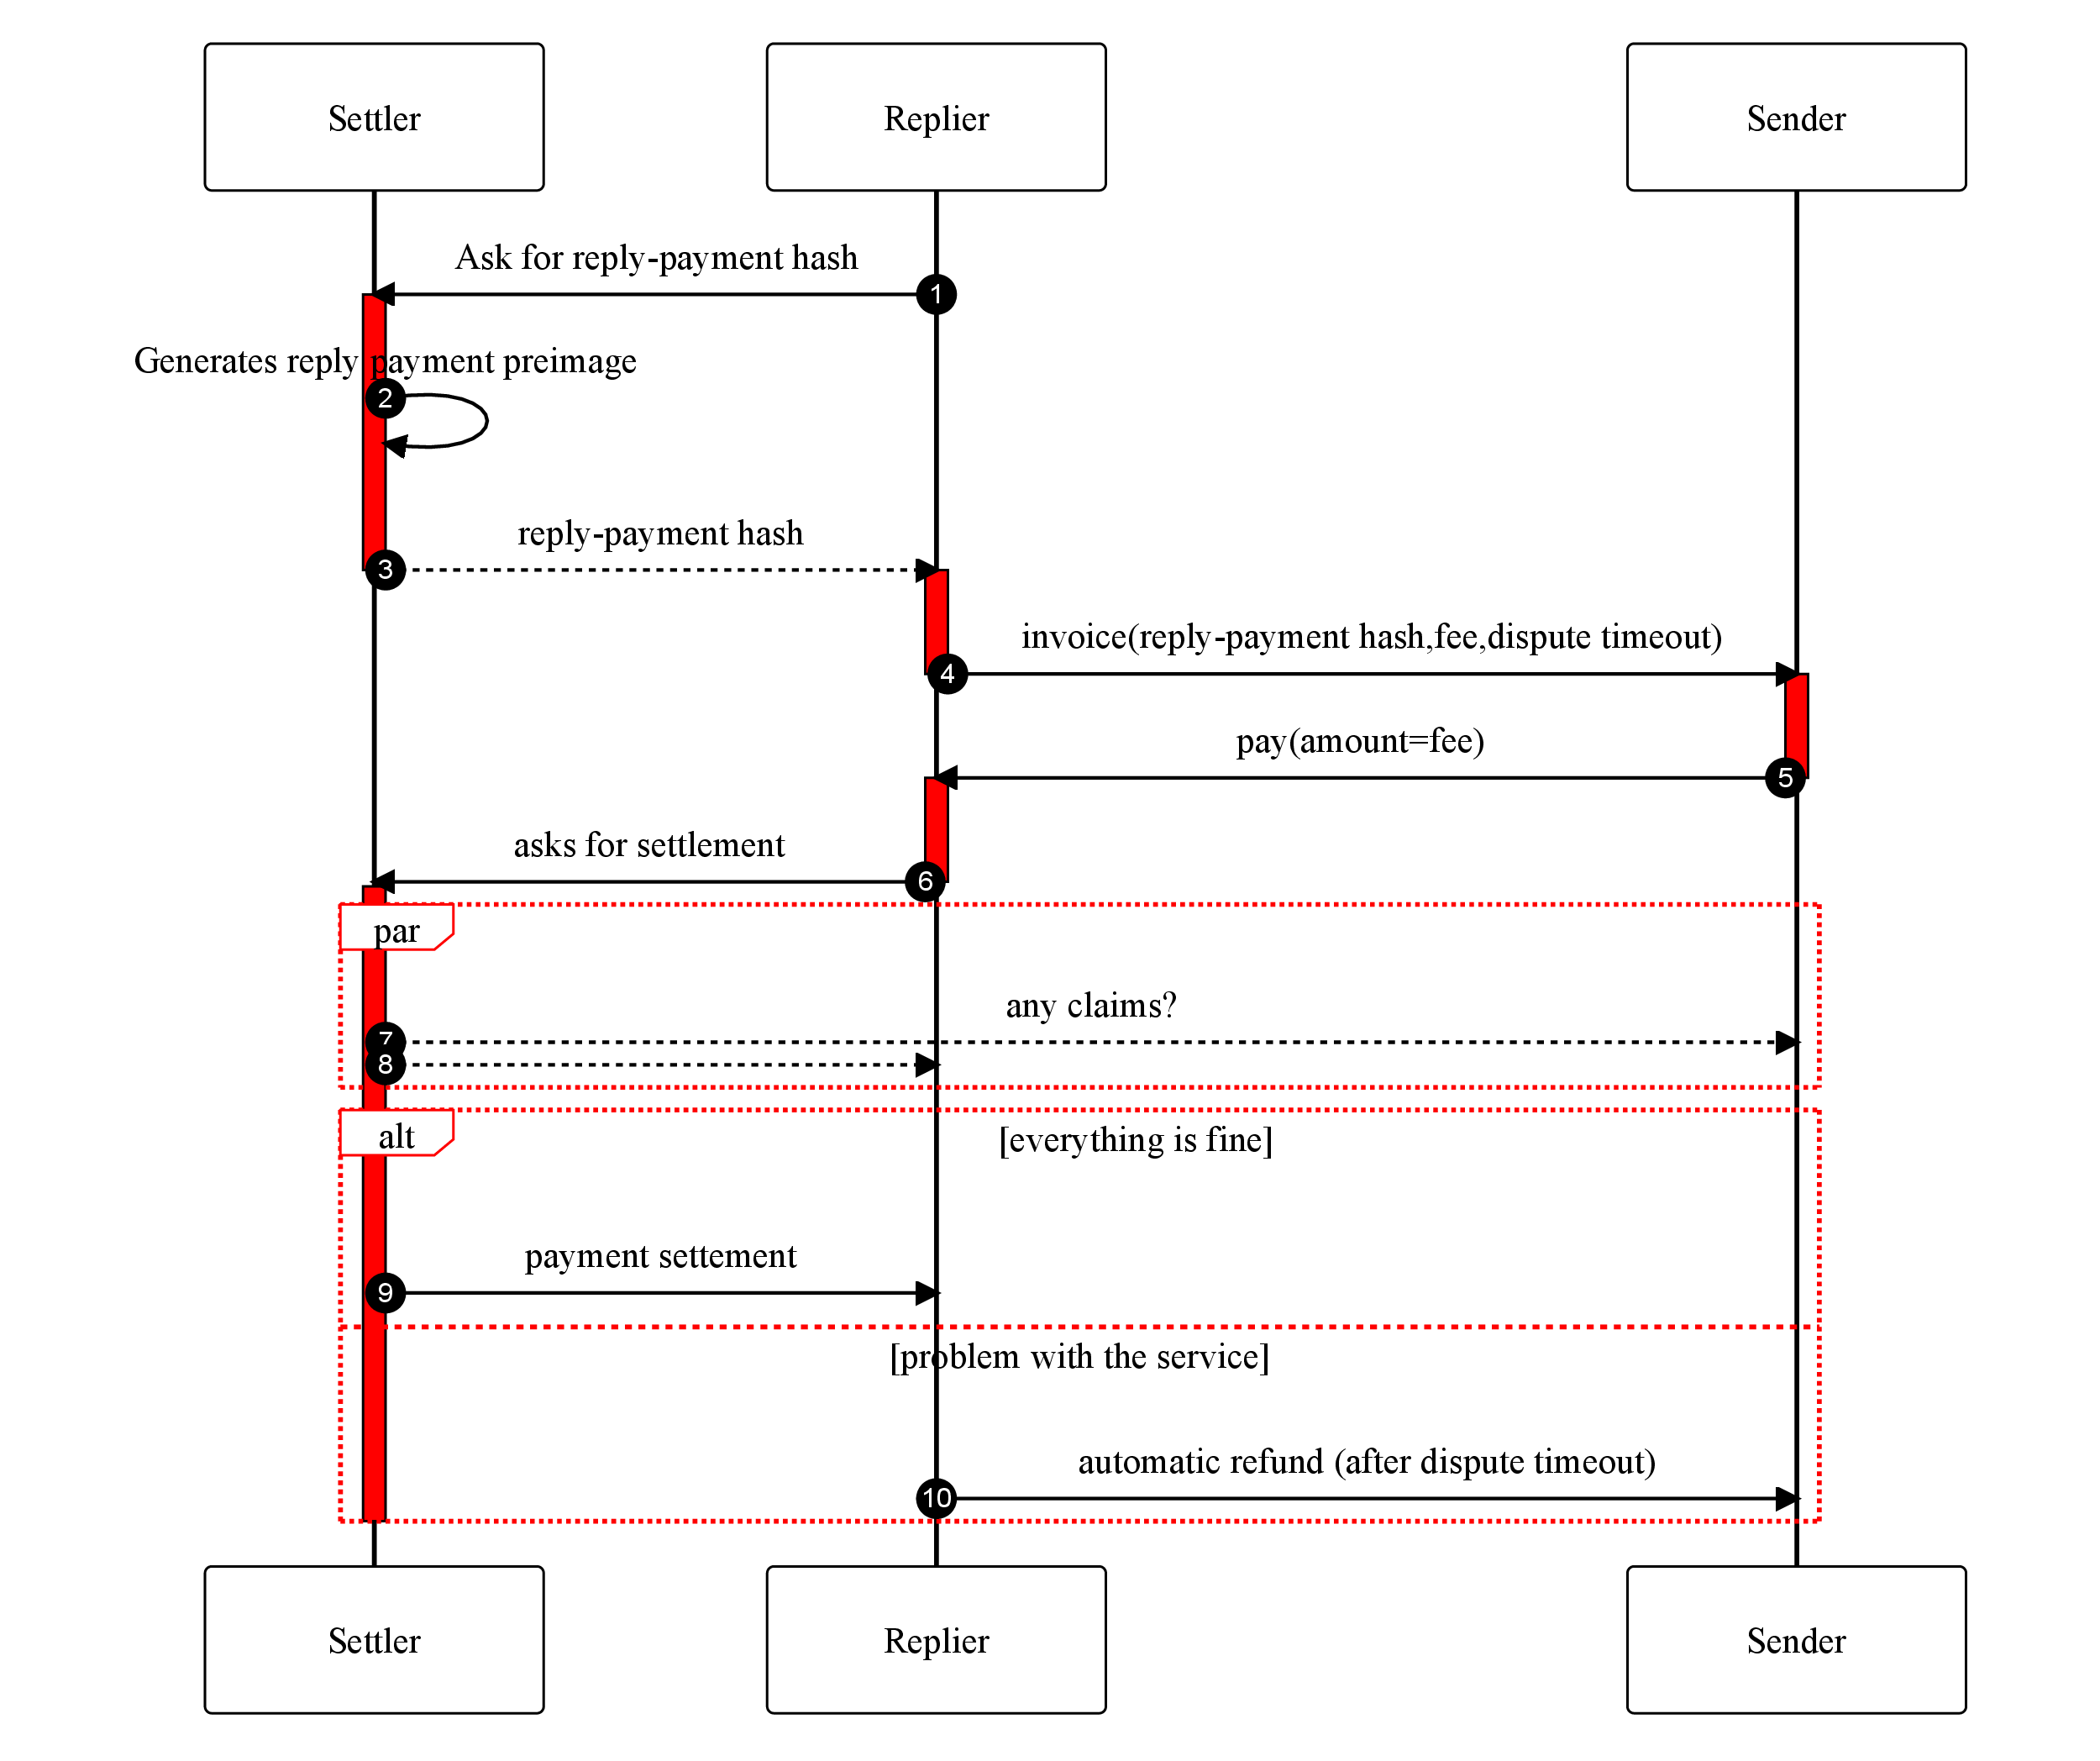 Settler
Replier
Sender
Ask for reply-payment hash
1
Generates reply payment preimage
2
reply-payment hash
3
invoice(reply-payment hash,fee,dispute timeout)
4
pay(amount=fee)
5
asks for settlement
6
par
any claims?
7
8
alt
[everything is fine]
payment settement
9
[problem with the service]
automatic refund (after dispute timeout)
10
Settler
Replier
Sender